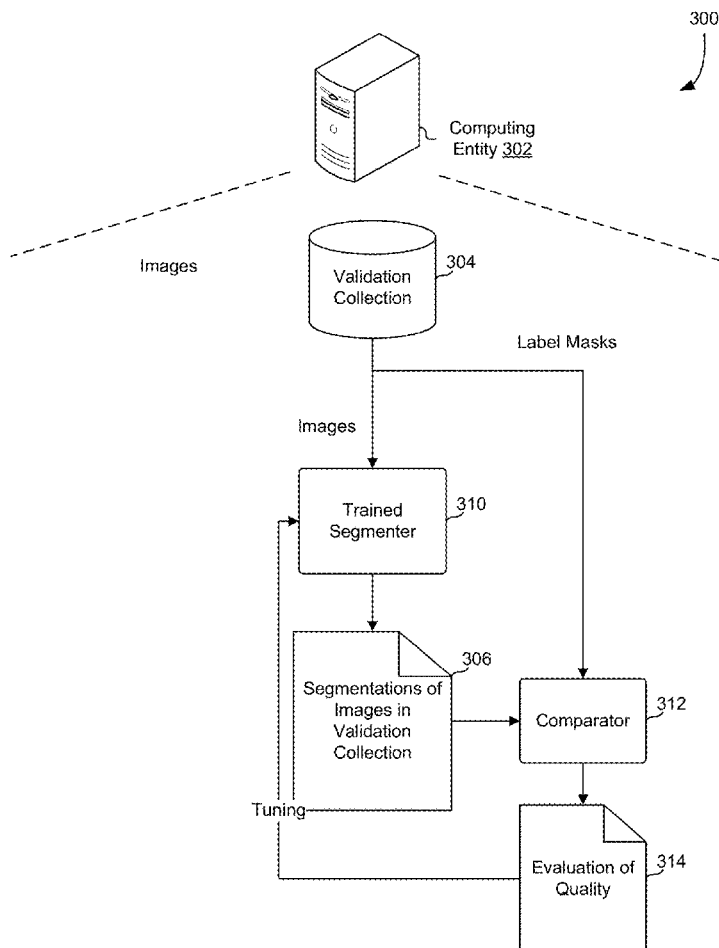 300
Computing
Entity 302
Images
Validation
Collection
304
Label Masks
Images
Trained
Segmenter
310
306
Segmentations of
Images in
Validation
Collection
Comparator
312
Tuning
Evaluation of
Quality
314